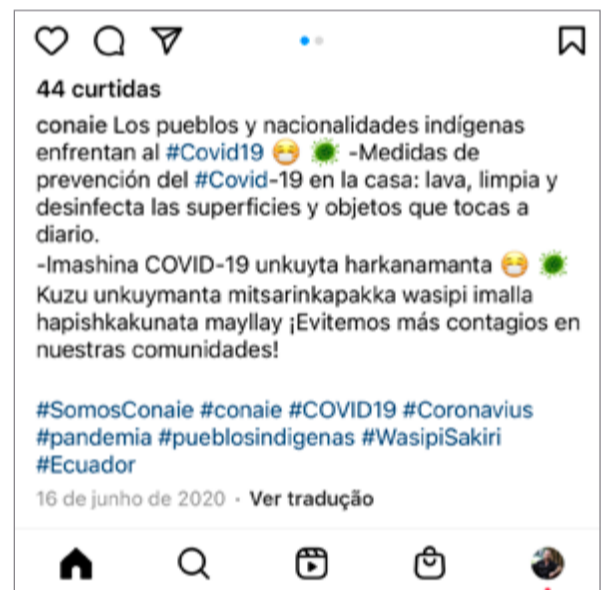 44 curtidas
conaie Los pueblos y nacionalidades indígenas
enfrentan al #Covid19 😷 🦠 -Medidas de
prevención del #Covid-19 en la casa: lava, limpia y
desinfecta las superficies y objetos que tocas a
diario.
-Imashina COVID-19 unkuyta harkanamanta 😷 🦠
Kuzu unkuymanta mitsarinkapakka wasipi imalla
hapishkakunata mayllay ¡Evitemos más contagios en
nuestras comunidades!
#SomosConaie #conaie #COVID19 #Coronavius
#pandemia #pueblosindigenas #WasipiSakiri
#Ecuador
16 de junho de 2020 · Ver tradução